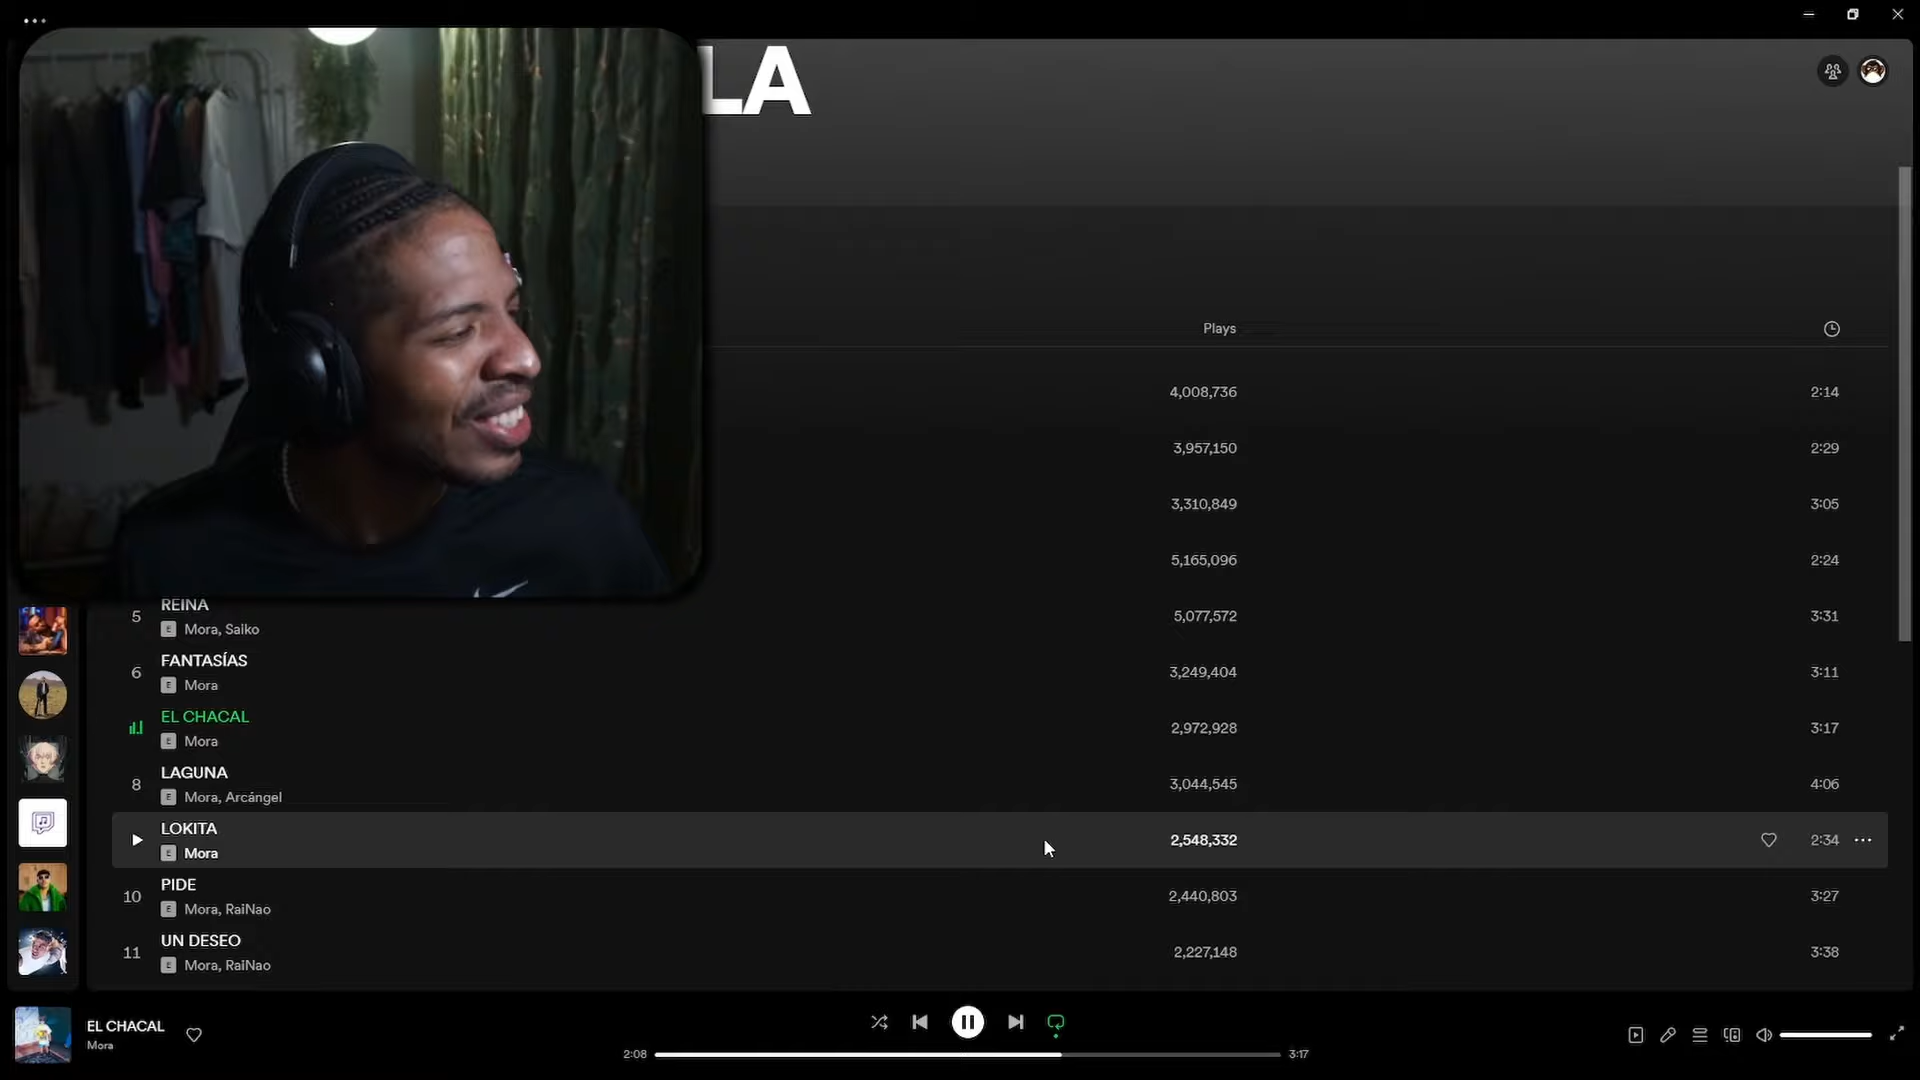 LA
Plays
4,008,736 2:14
3,957,150 2:29
3,310,849 3:05
5,165,096 2:24
5 REINA 5,077,572 3:31
E Mora, Saiko
6 FANTASÍAS 3,249,404 3:11
E Mora
EL CHACAL 2,972,928 3:17
E Mora
8 LAGUNA 3,044,545 4:06
E Mora, Arcángel
LOKITA 2,548,332 2:34
E Mora
10 PIDE 2,440,803 3:27
E Mora, RaiNao
11 UN DESEO 2,227,148 3:38
E Mora, RaiNao
EL CHACAL
Mora
2:08 3:17